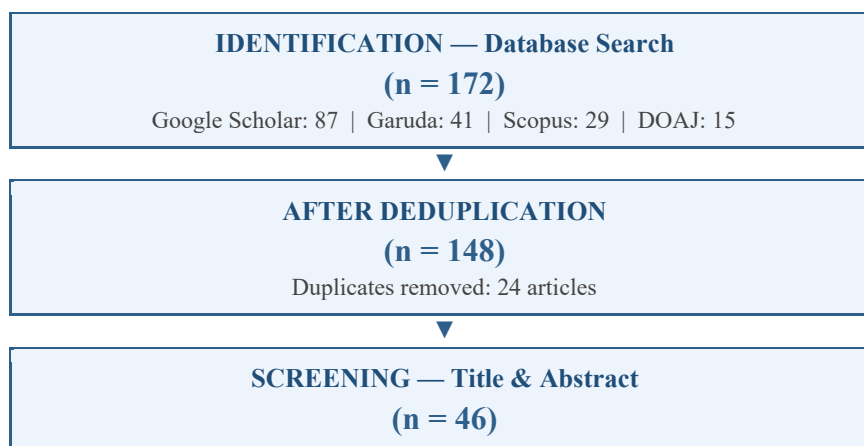 IDENTIFICATION — Database Search
(n = 172)
Google Scholar: 87 | Garuda: 41 | Scopus: 29 | DOAJ: 15
AFTER DEDUPLICATION
(n = 148)
Duplicates removed: 24 articles
SCREENING — Title & Abstract
(n = 46)